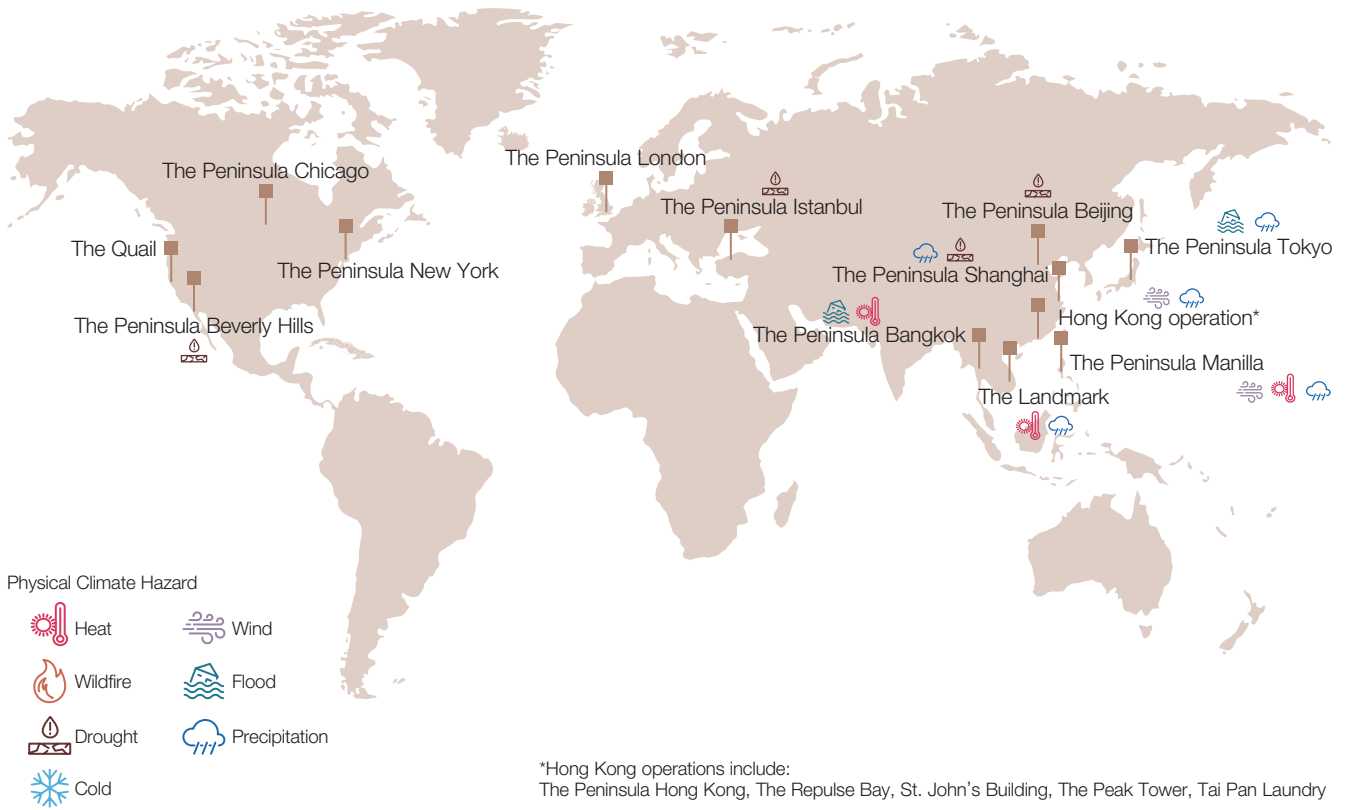 The Peninsula London
The Peninsula Chicago
The Peninsula Istanbul
The Peninsula Beijing
The Quail
The Peninsula Tokyo
The Peninsula New York
The Peninsula Shanghai
Hong Kong operation*
The Peninsula Beverly Hills
The Peninsula Bangkok
The Peninsula Manilla
The Landmark
Physical Climate Hazard
Heat
Wind
Wildfire
Flood
Drought
Precipitation
Cold
*Hong Kong operations include:
The Peninsula Hong Kong, The Repulse Bay, St. John’s Building, The Peak Tower, Tai Pan Laundry